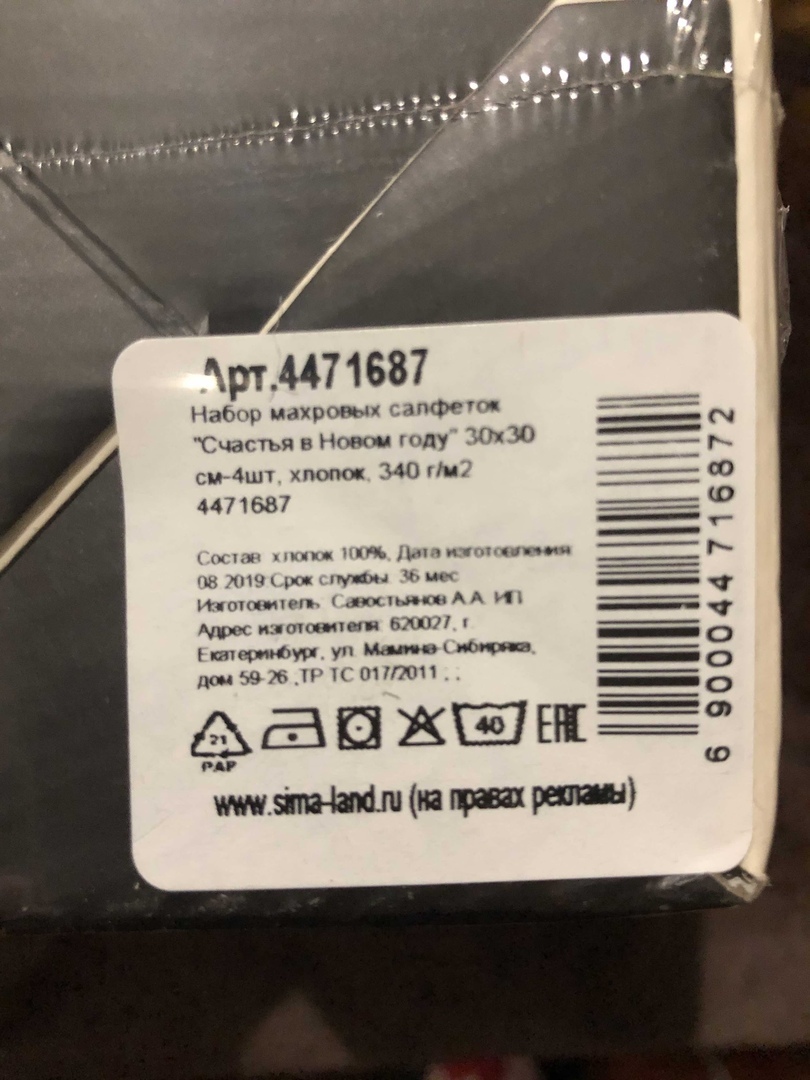 Арт.4471687
Набор махровых салфеток
"Счастья в Новом году" 30х30
см-4шт, хлопок, 340 г/м2
4471687
Состав: хлопок 100%, Дата изготовления
08.2019 Срок службы: 36 мес
Изготовитель: Савостьянов А.А. ИП
Адрес изготовителя: 620027, г.
Екатеринбург, ул. Мамина-Сибиряка,
дом 59-26 ,ТР ТС 017/2011 , ;
21
PAP
40
EAC
www.sima-land.ru (на правах рекламы)
6 900044 716872